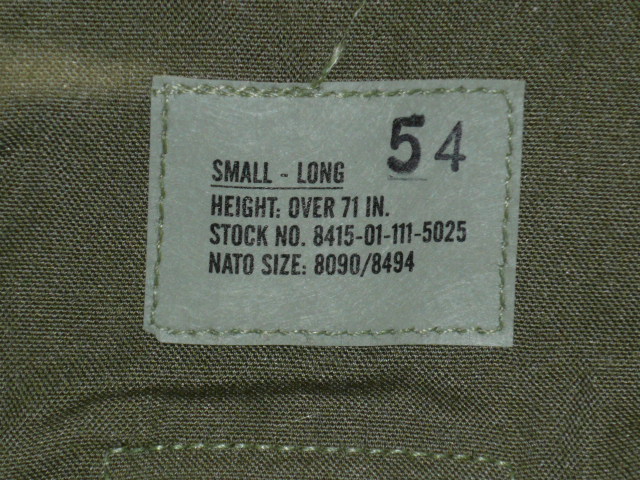 54
SMALL - LONG
HEIGHT: OVER 71 IN.
STOCK NO. 8415-01-111-5025
NATO SIZE: 8090/8494